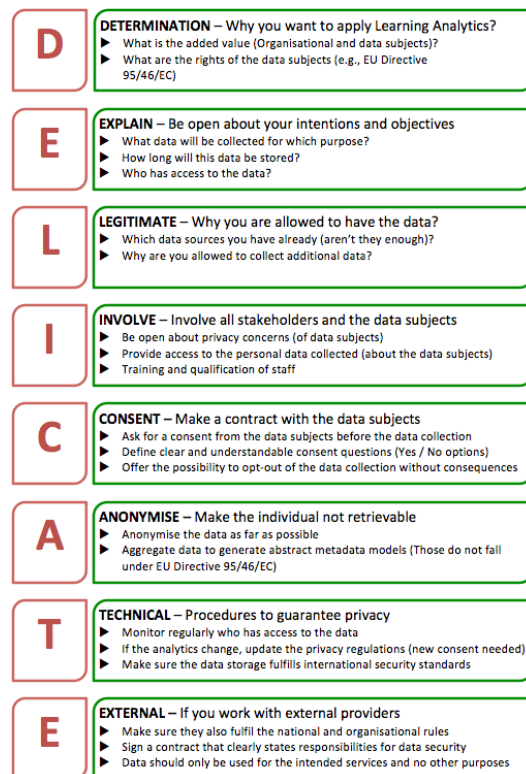 D
DETERMINATION – Why you want to apply Learning Analytics?
▶ What is the added value (Organisational and data subjects)?
▶ What are the rights of the data subjects (e.g., EU Directive
95/46/EC)
E
EXPLAIN – Be open about your intentions and objectives
▶ What data will be collected for which purpose?
▶ How long will this data be stored?
▶ Who has access to the data?
L
LEGITIMATE – Why you are allowed to have the data?
▶ Which data sources you have already (aren’t they enough)?
▶ Why are you allowed to collect additional data?
I
INVOLVE – Involve all stakeholders and the data subjects
▶ Be open about privacy concerns (of data subjects)
▶ Provide access to the personal data collected (about the data subjects)
▶ Training and qualification of staff
C
CONSENT – Make a contract with the data subjects
▶ Ask for a consent from the data subjects before the data collection
▶ Define clear and understandable consent questions (Yes / No options)
▶ Offer the possibility to opt-out of the data collection without consequences
A
ANONYMISE – Make the individual not retrievable
▶ Anonymise the data as far as possible
▶ Aggregate data to generate abstract metadata models (Those do not fall
under EU Directive 95/46/EC)
T
TECHNICAL – Procedures to guarantee privacy
▶ Monitor regularly who has access to the data
▶ If the analytics change, update the privacy regulations (new consent needed)
▶ Make sure the data storage fulfills international security standards
E
EXTERNAL – If you work with external providers
▶ Make sure they also fulfil the national and organisational rules
▶ Sign a contract that clearly states responsibilities for data security
▶ Data should only be used for the intended services and no other purposes